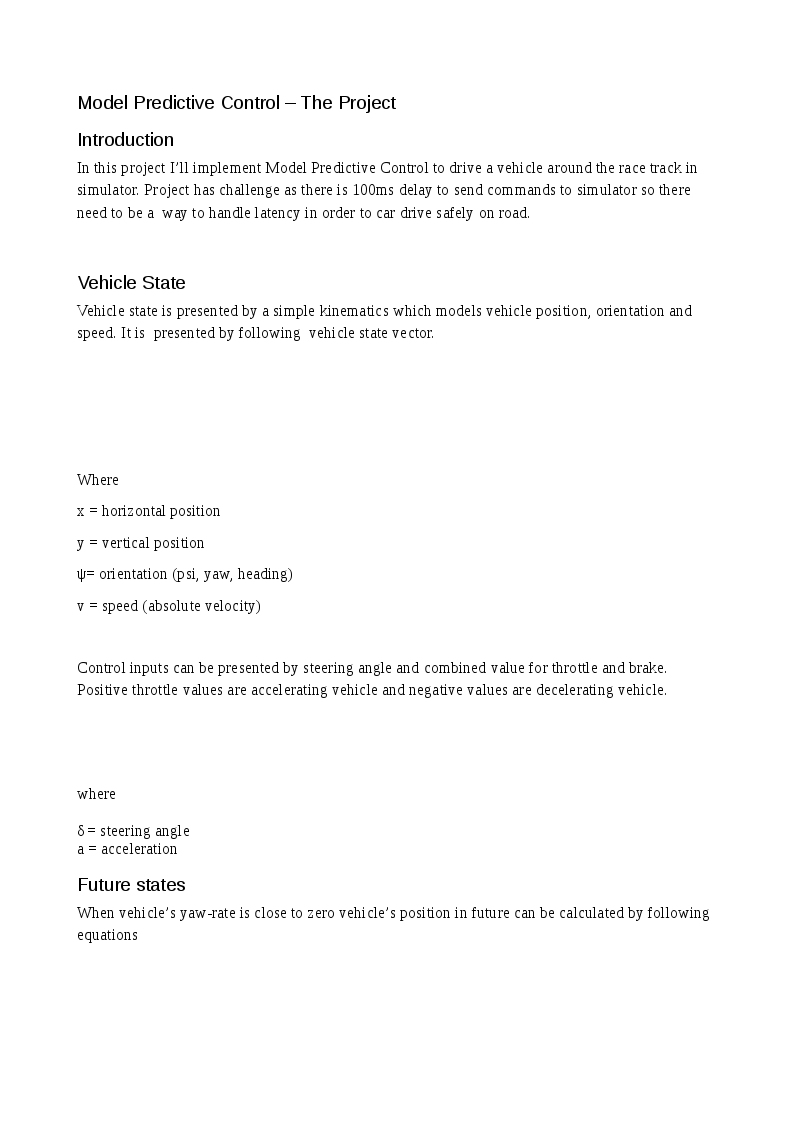 Model Predictive Control – The Project
Introduction
In this project I’ll implement Model Predictive Control to drive a vehicle around the race track in
simulator. Project has challenge as there is 100ms delay to send commands to simulator so there
need to be a  way to handle latency in order to car drive safely on road.
Vehicle State
Vehicle state is presented by a simple kinematics which models vehicle position, orientation and
speed. It is  presented by following  vehicle state vector.
Where
x = horizontal position
y = vertical position
ψ= orientation (psi, yaw, heading)
v = speed (absolute velocity)
Control inputs can be presented by steering angle and combined value for throttle and brake.
Positive throttle values are accelerating vehicle and negative values are decelerating vehicle.
where
δ = steering angle
a = acceleration
Future states
When vehicle’s yaw-rate is close to zero vehicle’s position in future can be calculated by following
equations